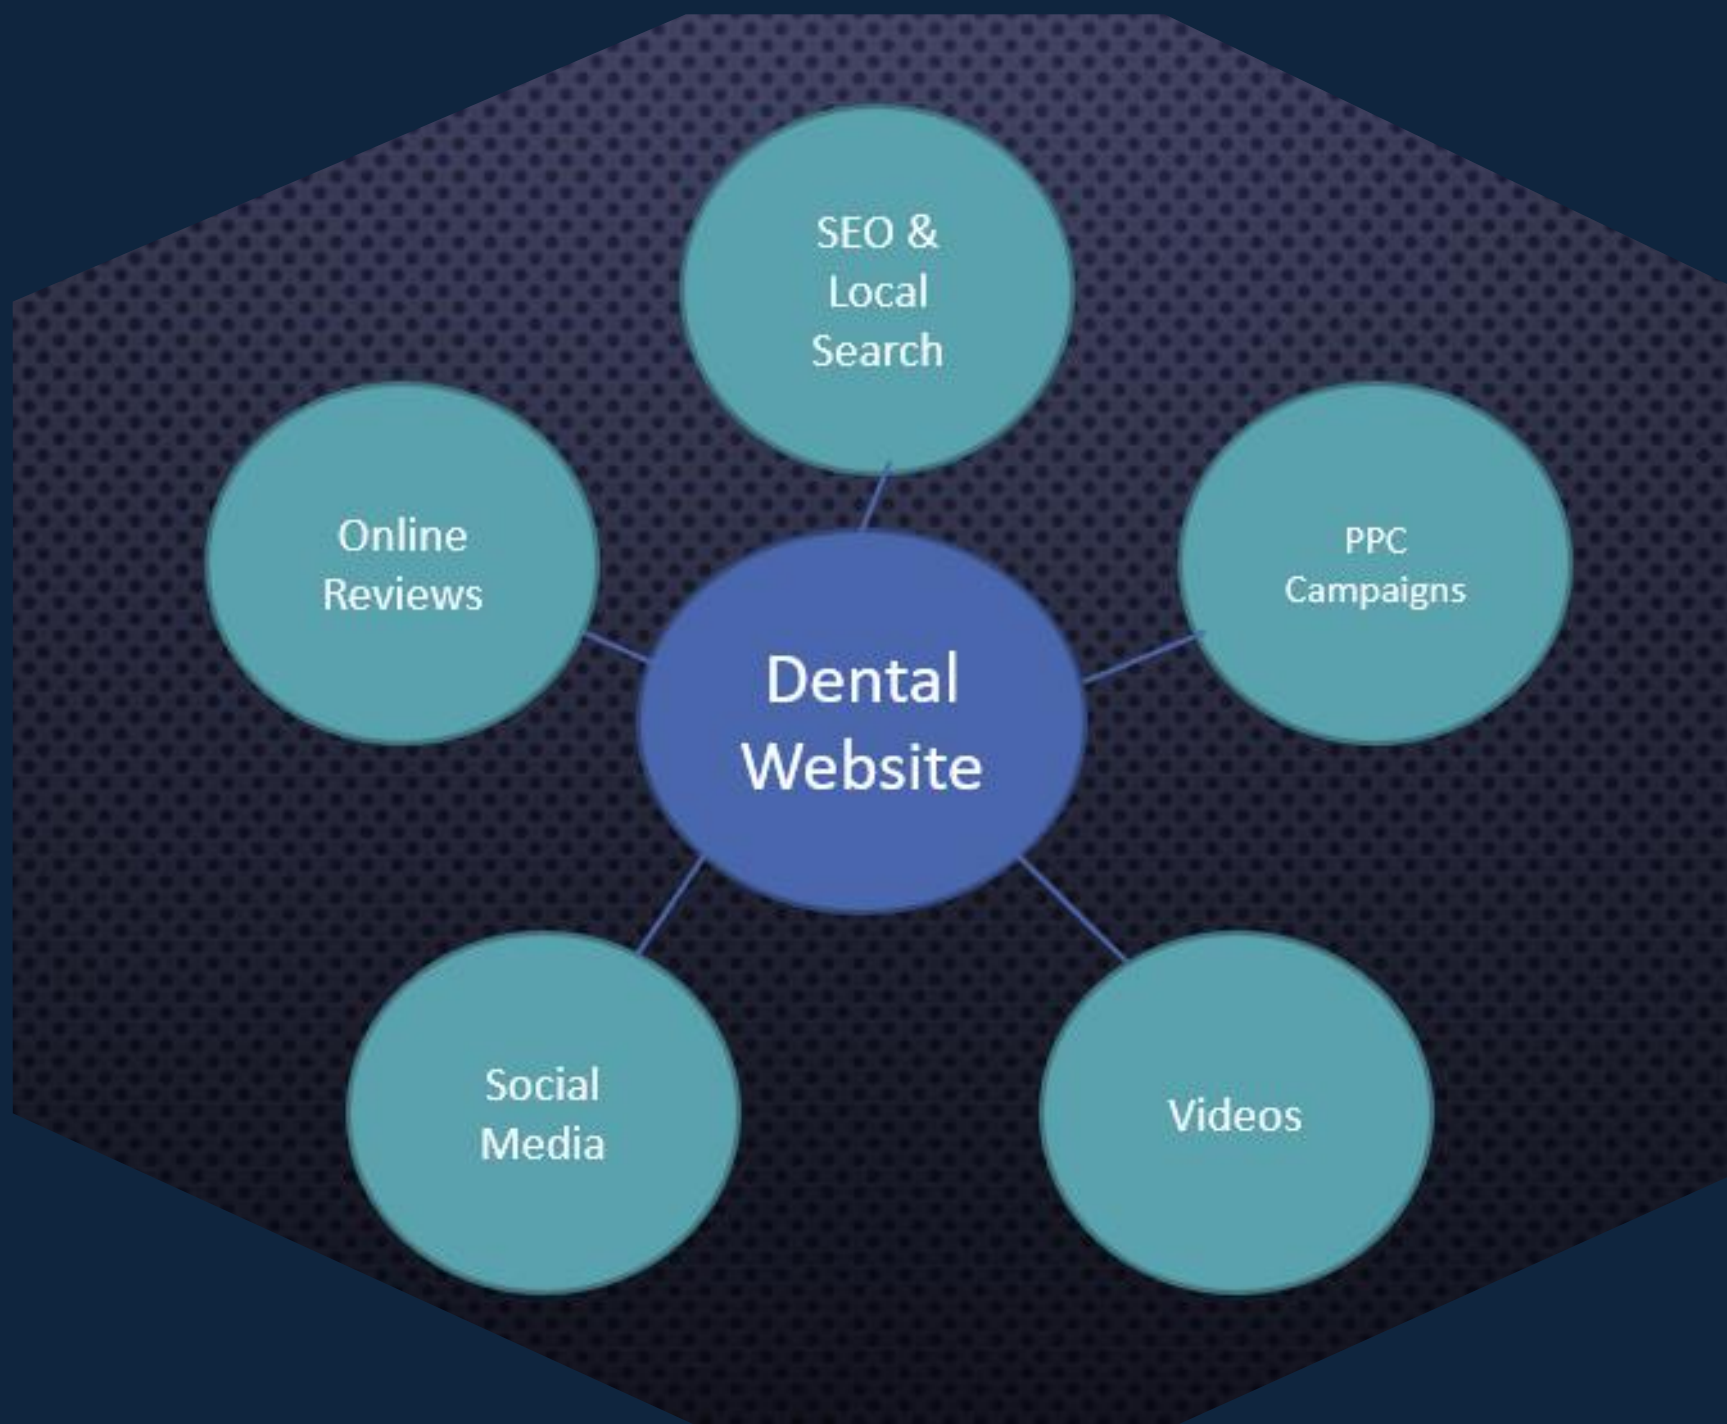 SEO &
Local
Search
Online
Reviews
PPC
Campaigns
Dental
Website
Social
Media
Videos